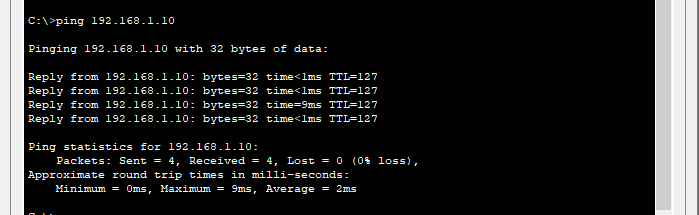 C:\>ping 192.168.1.10
Pinging 192.168.1.10 with 32 bytes of data:
Reply from 192.168.1.10: bytes=32 time<1ms TTL=127
Reply from 192.168.1.10: bytes=32 time<1ms TTL=127
Reply from 192.168.1.10: bytes=32 time=9ms TTL=127
Reply from 192.168.1.10: bytes=32 time<1ms TTL=127
Ping statistics for 192.168.1.10:
Packets: Sent = 4, Received = 4, Lost = 0 (0% loss),
Approximate round trip times in milli-seconds:
Minimum = 0ms, Maximum = 9ms, Average = 2ms